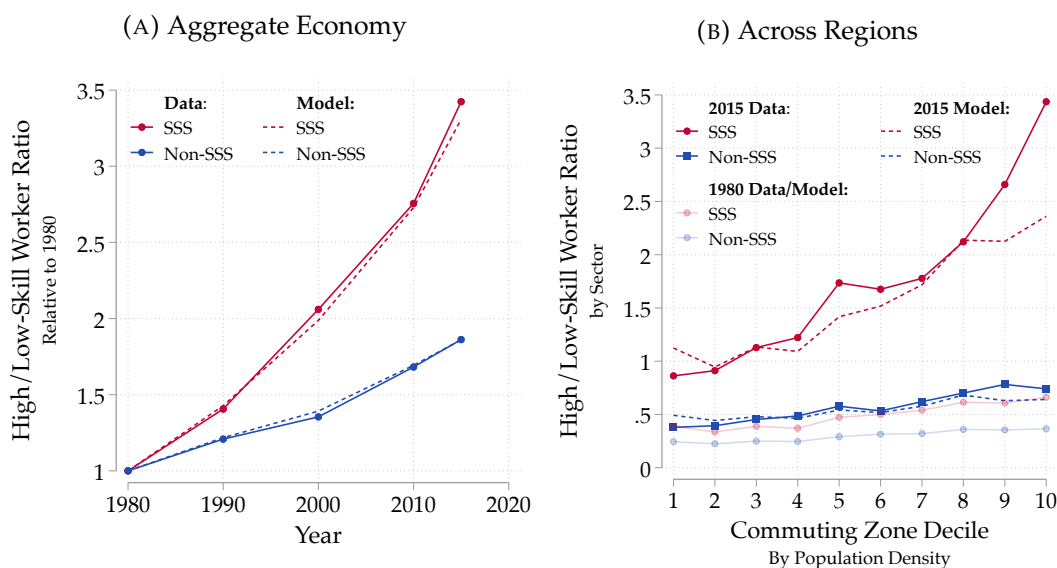 (A) Aggregate Economy
High/Low-Skill Worker Ratio
Relative to 1980
3.5
3
2.5
2
1.5
1
Data:
Model:
SSS
SSS
Non-SSS
Non-SSS
1980
1990
2000
2010
2020
Year
(B) Across Regions
High/Low-Skill Worker Ratio
by Sector
3.5
3
2.5
2
1.5
1
.5
0
2015 Data:
2015 Model:
SSS
SSS
Non-SSS
Non-SSS
1980 Data/Model:
SSS
Non-SSS
1
2
3
4
5
6
7
8
9
10
Commuting Zone Decile
By Population Density